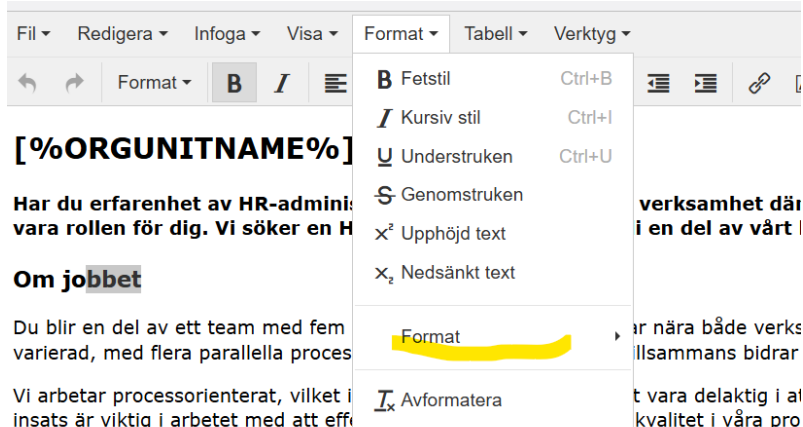 Fil Redigera Infoga Visa Format Tabell Verktyg
Format B I
B Fetstil Ctrl+B
I Kursiv stil Ctrl+I
U Understruken Ctrl+U
S Genomstruken
x² Upphöjd text
x₂ Nedsänkt text
Format
Tx Avformatera
[%ORGUNITNAME%]
Har du erfarenhet av HR-adminis verksamhet där
vara rollen för dig. Vi söker en H i en del av vårt
Om jobbet
Du blir en del av ett team med fem ar nära både verks
varierad, med flera parallella proces illsammans bidrar
Vi arbetar processorienterat, vilket i t vara delaktig i at
insats är viktig i arbetet med att effe kvalitet i våra pro